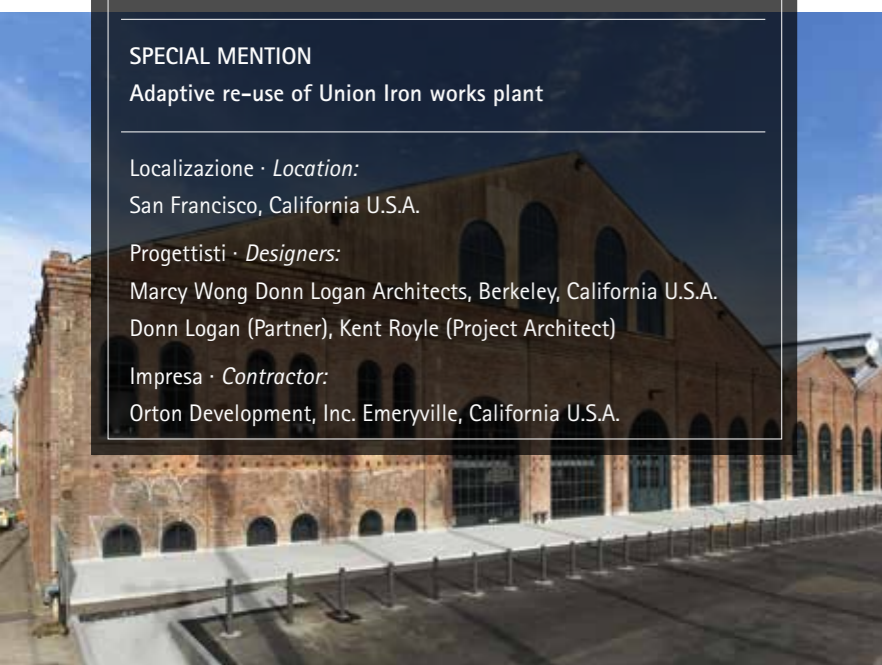 SPECIAL MENTION
Adaptive re-use of Union Iron works plant
Localizazione · Location:
San Francisco, California U.S.A.
Progettisti · Designers:
Marcy Wong Donn Logan Architects, Berkeley, California U.S.A.
Donn Logan (Partner), Kent Royle (Project Architect)
Impresa · Contractor:
Orton Development, Inc. Emeryville, California U.S.A.